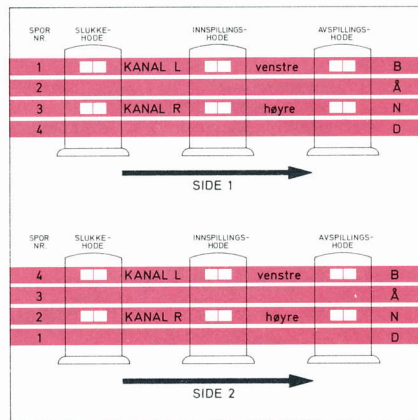 SPOR NR. SLUKKE-HODE INNSPILLINGS-HODE AVSPILLINGS-HODE
1 KANAL L venstre B
2 Å
3 KANAL R høyre N
4 D
SIDE 1
SPOR NR. SLUKKE-HODE INNSPILLINGS-HODE AVSPILLINGS-HODE
4 KANAL L venstre B
3 Å
2 KANAL R høyre N
1 D
SIDE 2